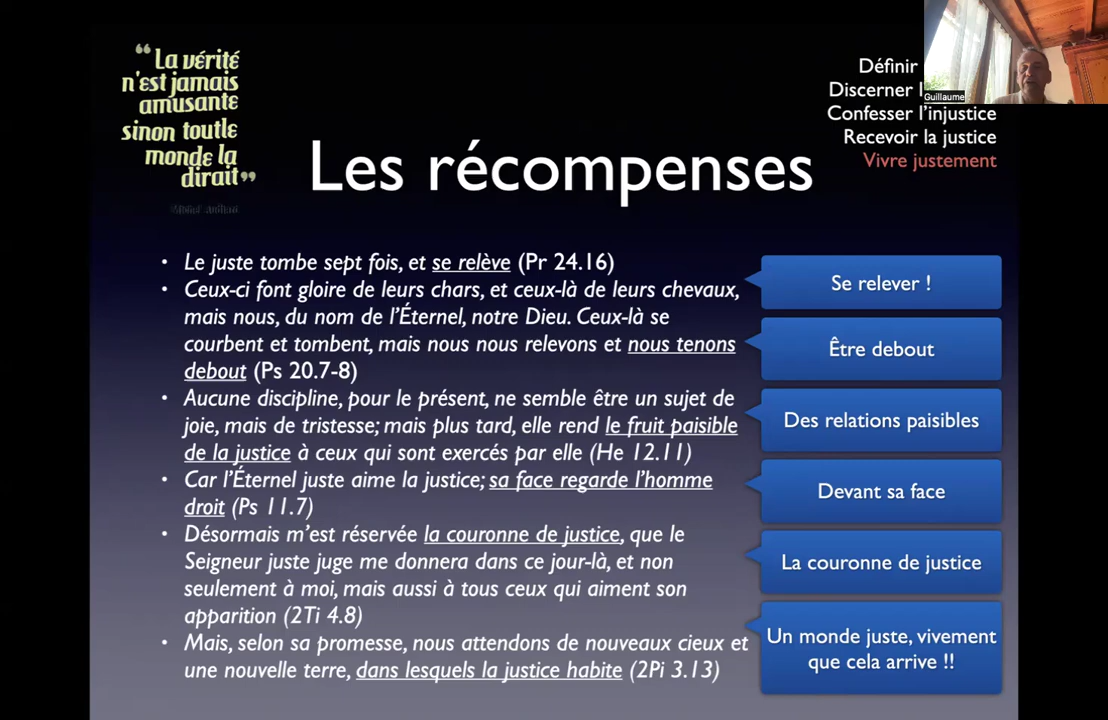 “ La vérité
n'est jamais
amusante
sinon toutle
monde la
dirait ”
Définir
Discerner l
Guillaume
Confesser l’injustice
Recevoir la justice
Vivre justement
Les récompenses
• Le juste tombe sept fois, et se relève (Pr 24.16)
• Ceux-ci font gloire de leurs chars, et ceux-là de leurs chevaux,
mais nous, du nom de l’Éternel, notre Dieu. Ceux-là se
courbent et tombent, mais nous nous relevons et nous tenons
debout (Ps 20.7-8)
• Aucune discipline, pour le présent, ne semble être un sujet de
joie, mais de tristesse; mais plus tard, elle rend le fruit paisible
de la justice à ceux qui sont exercés par elle (He 12.11)
• Car l’Éternel juste aime la justice; sa face regarde l’homme
droit (Ps 11.7)
• Désormais m’est réservée la couronne de justice, que le
Seigneur juste juge me donnera dans ce jour-là, et non
seulement à moi, mais aussi à tous ceux qui aiment son
apparition (2Ti 4.8)
• Mais, selon sa promesse, nous attendons de nouveaux cieux et
une nouvelle terre, dans lesquels la justice habite (2Pi 3.13)
Se relever !
Être debout
Des relations paisibles
Devant sa face
La couronne de justice
Un monde juste, vivement
que cela arrive !!